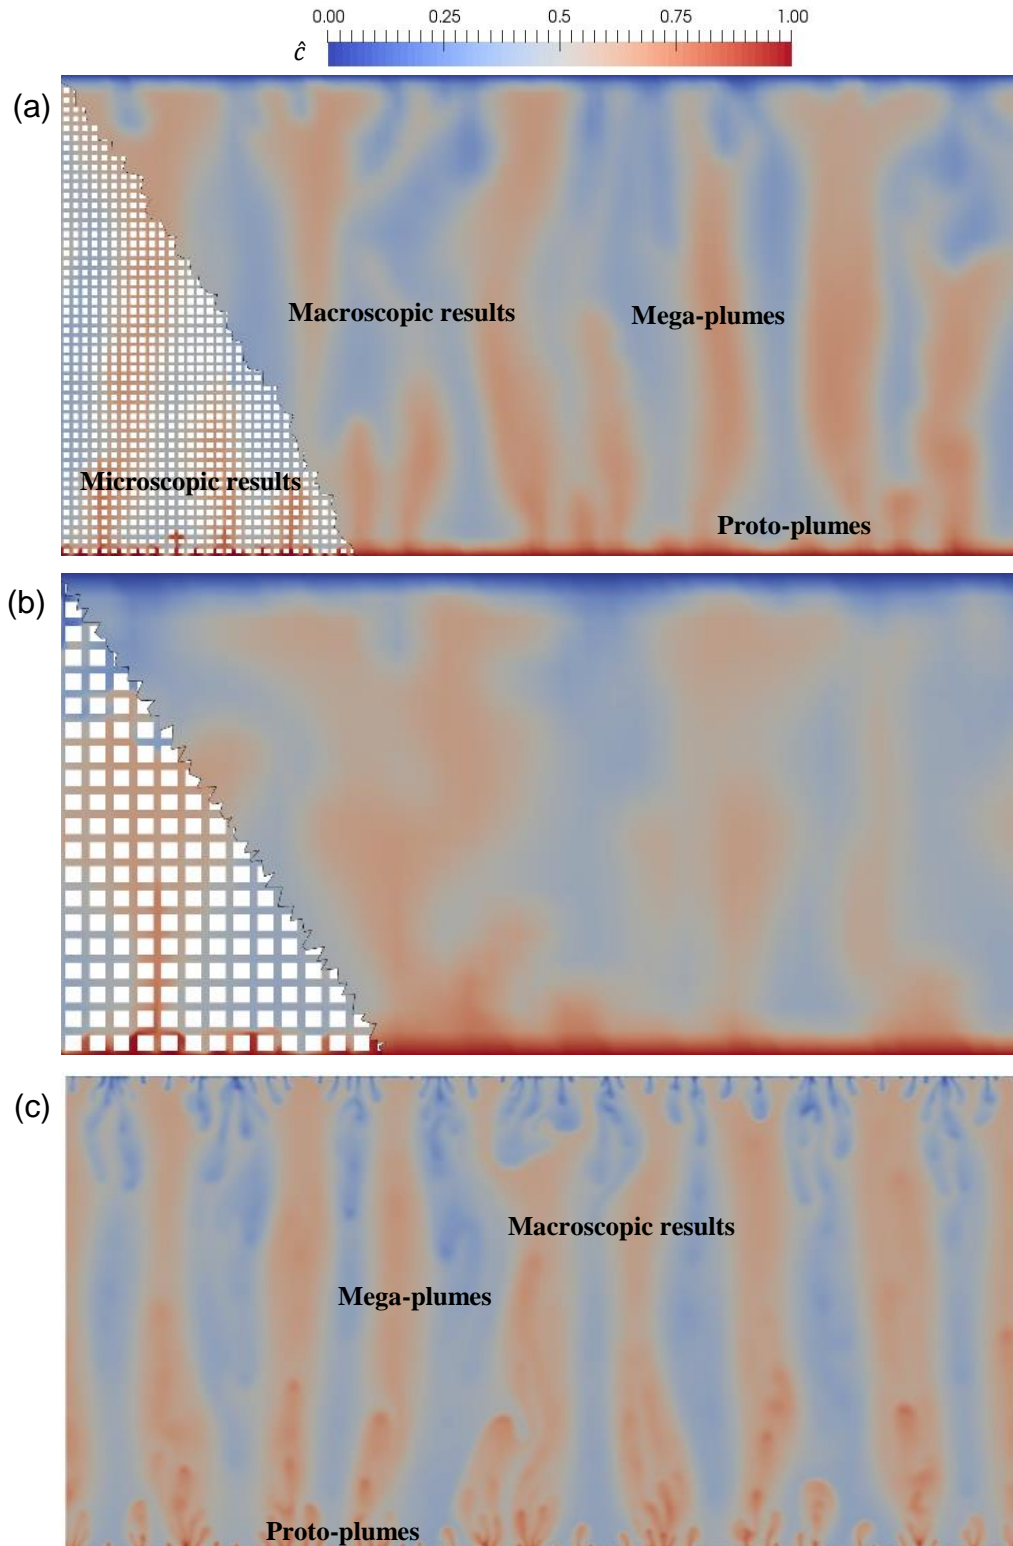 0.00 0.25 0.5 0.75 1.00
ĉ
(a)
Macroscopic results
Mega-plumes
Microscopic results
Proto-plumes
(b)
(c)
Macroscopic results
Mega-plumes
Proto-plumes